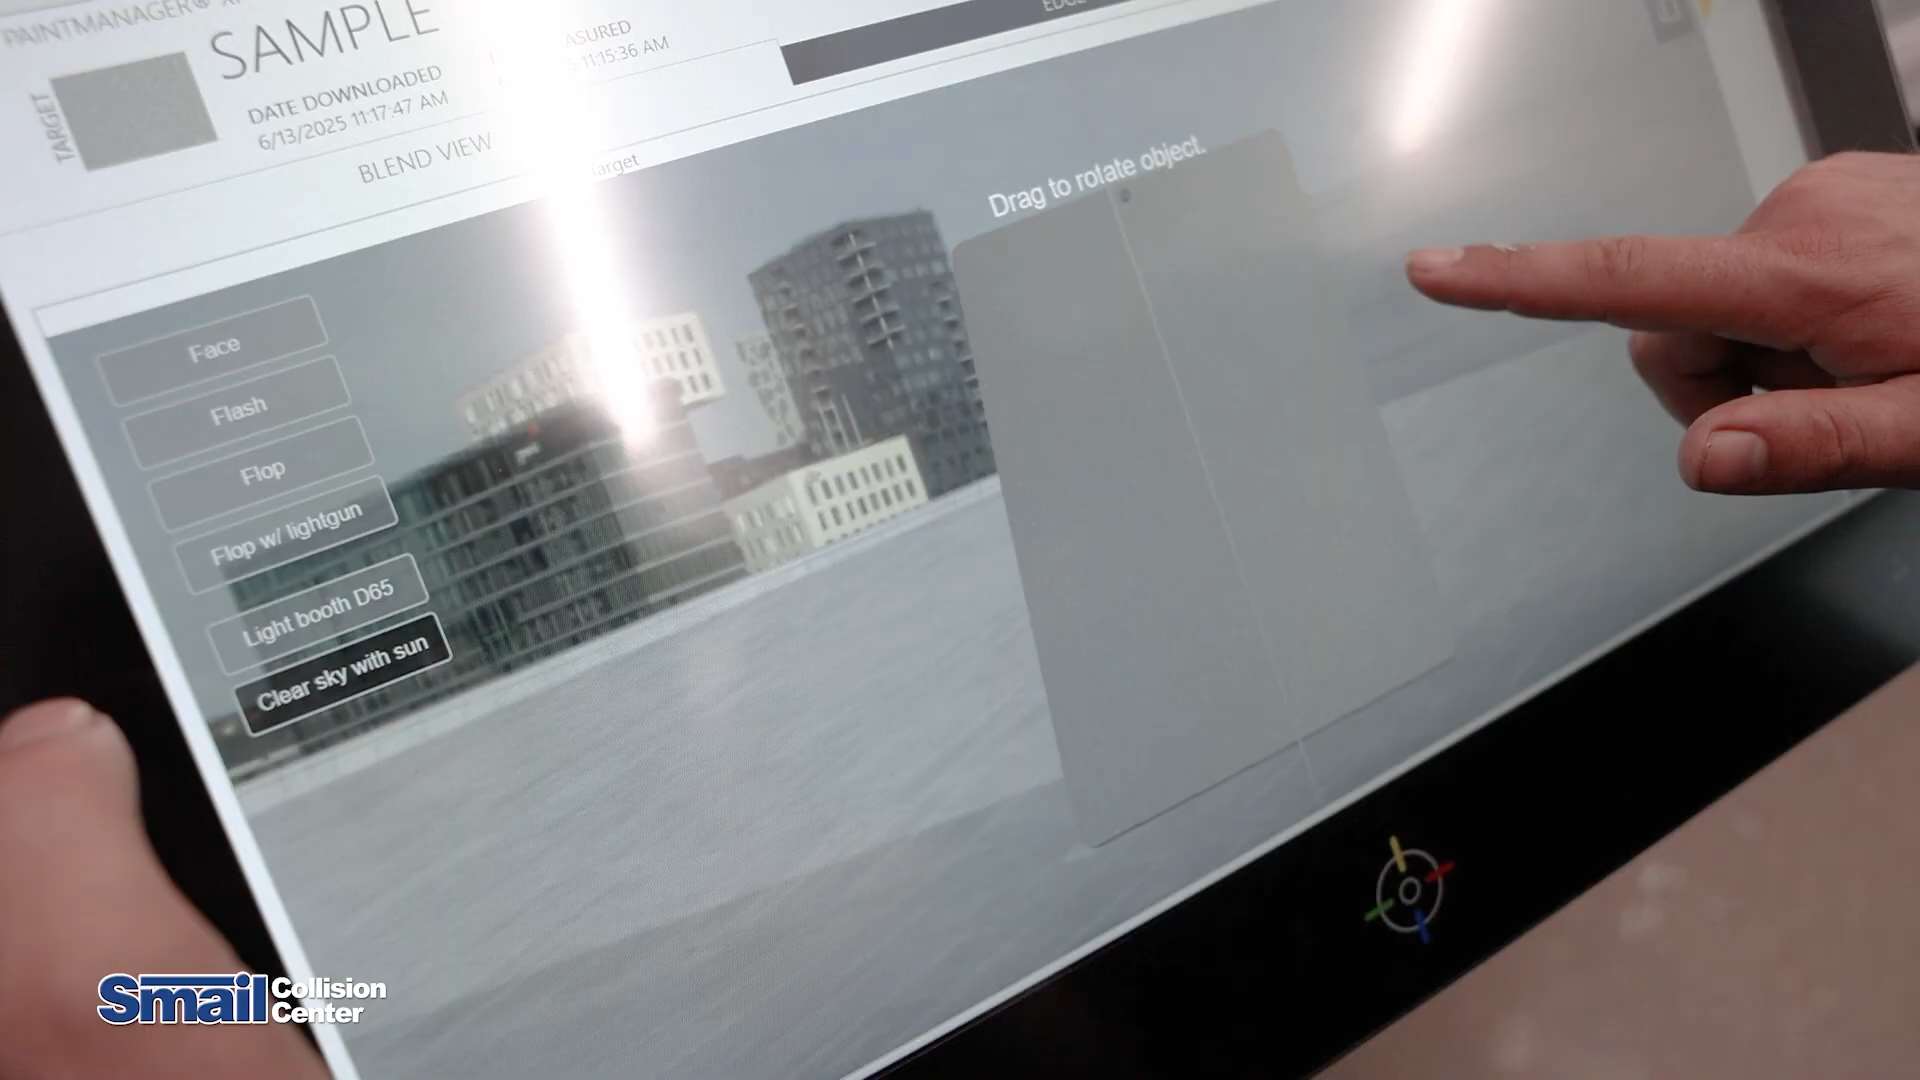 PAINTMANAGER®
SAMPLE
TARGET
DATE DOWNLOADED
6/13/2025 11:17:47 AM
11:15:36 AM
BLEND VIEW
Target
Drag to rotate object.
Face
Flash
Flop
Flop w/ lightgun
Light booth D65
Clear sky with sun
Smail Collision
Center